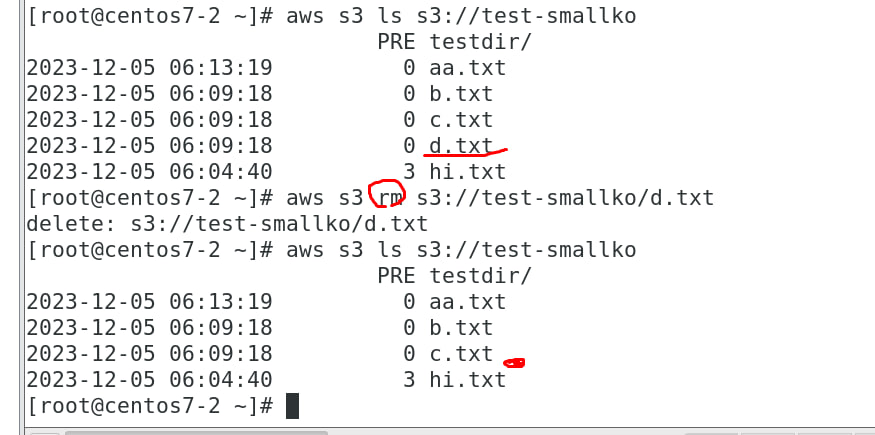 [root@centos7-2 ~]# aws s3 ls s3://test-smallko
                           PRE testdir/
2023-12-05 06:13:19          0 aa.txt
2023-12-05 06:09:18          0 b.txt
2023-12-05 06:09:18          0 c.txt
2023-12-05 06:09:18          0 d.txt
2023-12-05 06:04:40          3 hi.txt
[root@centos7-2 ~]# aws s3 rm s3://test-smallko/d.txt
delete: s3://test-smallko/d.txt
[root@centos7-2 ~]# aws s3 ls s3://test-smallko
                           PRE testdir/
2023-12-05 06:13:19          0 aa.txt
2023-12-05 06:09:18          0 b.txt
2023-12-05 06:09:18          0 c.txt
2023-12-05 06:04:40          3 hi.txt
[root@centos7-2 ~]#